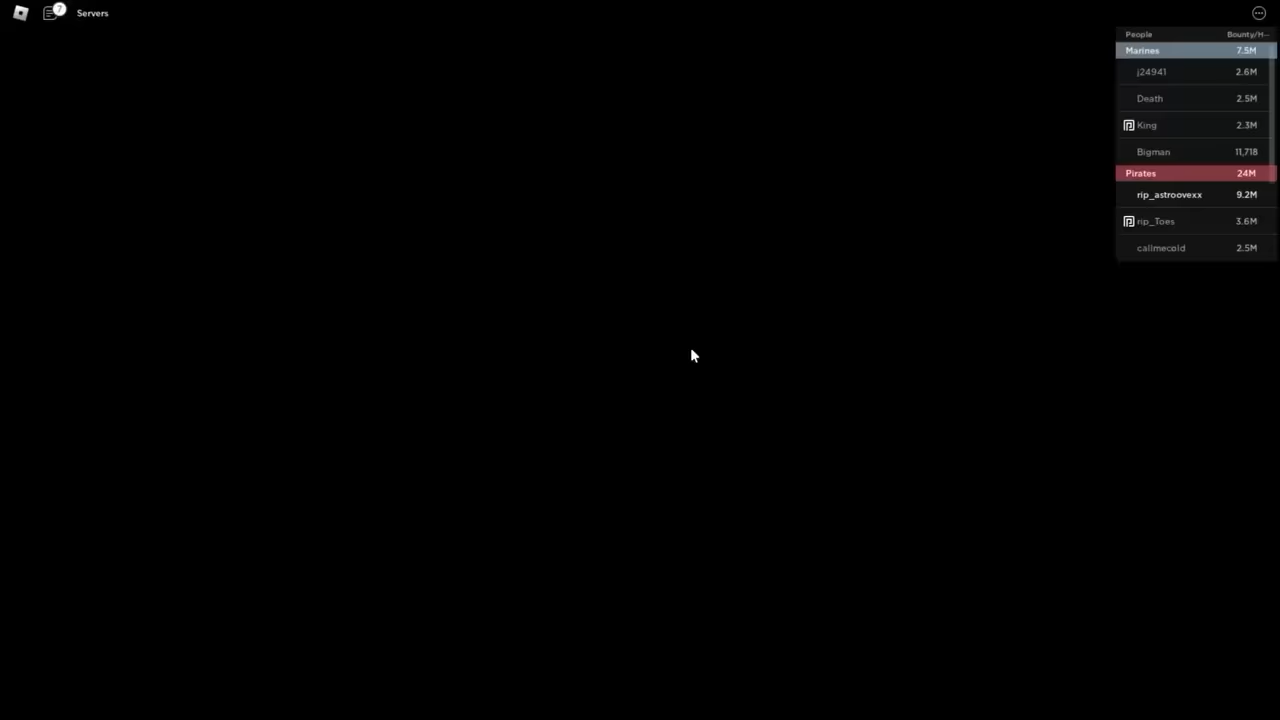 7 Servers
People Bounty/H--
Marines 7.5M
j24941 2.6M
Death 2.5M
King 2.3M
Bigman 11,718
Pirates 24M
rip_astroovexx 9.2M
rip_Toes 3.6M
callmecold 2.5M